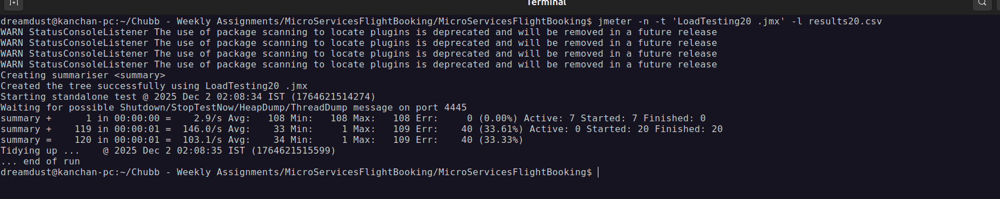 Terminal
dreamdust@kanchan-pc:~/Chubb - Weekly Assignments/MicroServicesFlightBooking/MicroServicesFlightBooking$ jmeter -n -t 'LoadTesting20 .jmx' -l results20.csv
WARN StatusConsoleListener The use of package scanning to locate plugins is deprecated and will be removed in a future release
WARN StatusConsoleListener The use of package scanning to locate plugins is deprecated and will be removed in a future release
WARN StatusConsoleListener The use of package scanning to locate plugins is deprecated and will be removed in a future release
WARN StatusConsoleListener The use of package scanning to locate plugins is deprecated and will be removed in a future release
Creating summariser <summary>
Created the tree successfully using LoadTesting20 .jmx
Starting standalone test @ 2025 Dec 2 02:08:34 IST (1764621514274)
Waiting for possible Shutdown/StopTestNow/HeapDump/ThreadDump message on port 4445
summary +      1 in 00:00:00 =    2.9/s Avg:   108 Min:   108 Max:   108 Err:     0 (0.00%) Active: 7 Started: 7 Finished: 0
summary +    119 in 00:00:01 =  146.0/s Avg:    33 Min:     1 Max:   109 Err:    40 (33.61%) Active: 0 Started: 20 Finished: 20
summary =    120 in 00:00:01 =  103.1/s Avg:    34 Min:     1 Max:   109 Err:    40 (33.33%)
Tidying up ...    @ 2025 Dec 2 02:08:35 IST (1764621515599)
... end of run
dreamdust@kanchan-pc:~/Chubb - Weekly Assignments/MicroServicesFlightBooking/MicroServicesFlightBooking$